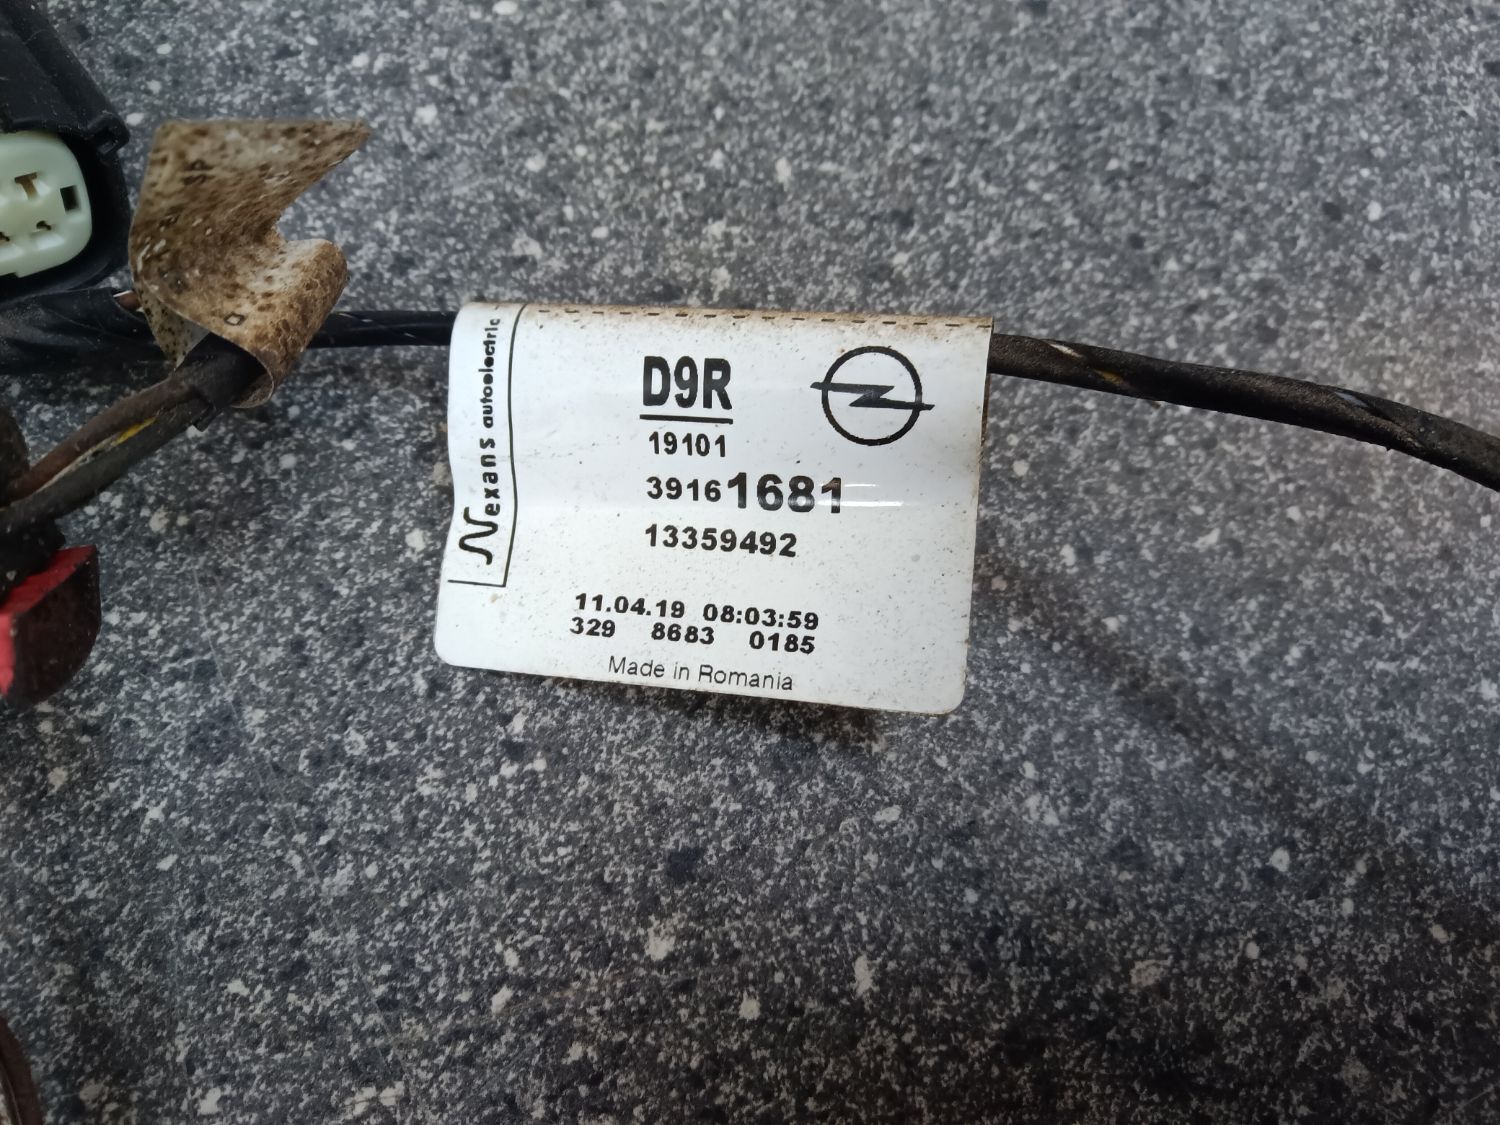 Nexans autoelectric
D9R
19101
39161681
13359492
11.04.19 08:03:59
329 8683 0185
Made in Romania